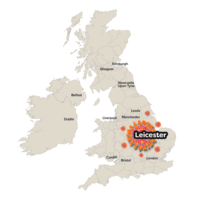 Edinburgh
Glasgow
Newcastle
Upon Tyne
Belfast
Leeds
Dublin
Liverpool
Manchester
Leicester
Cardiff
Bristol
London